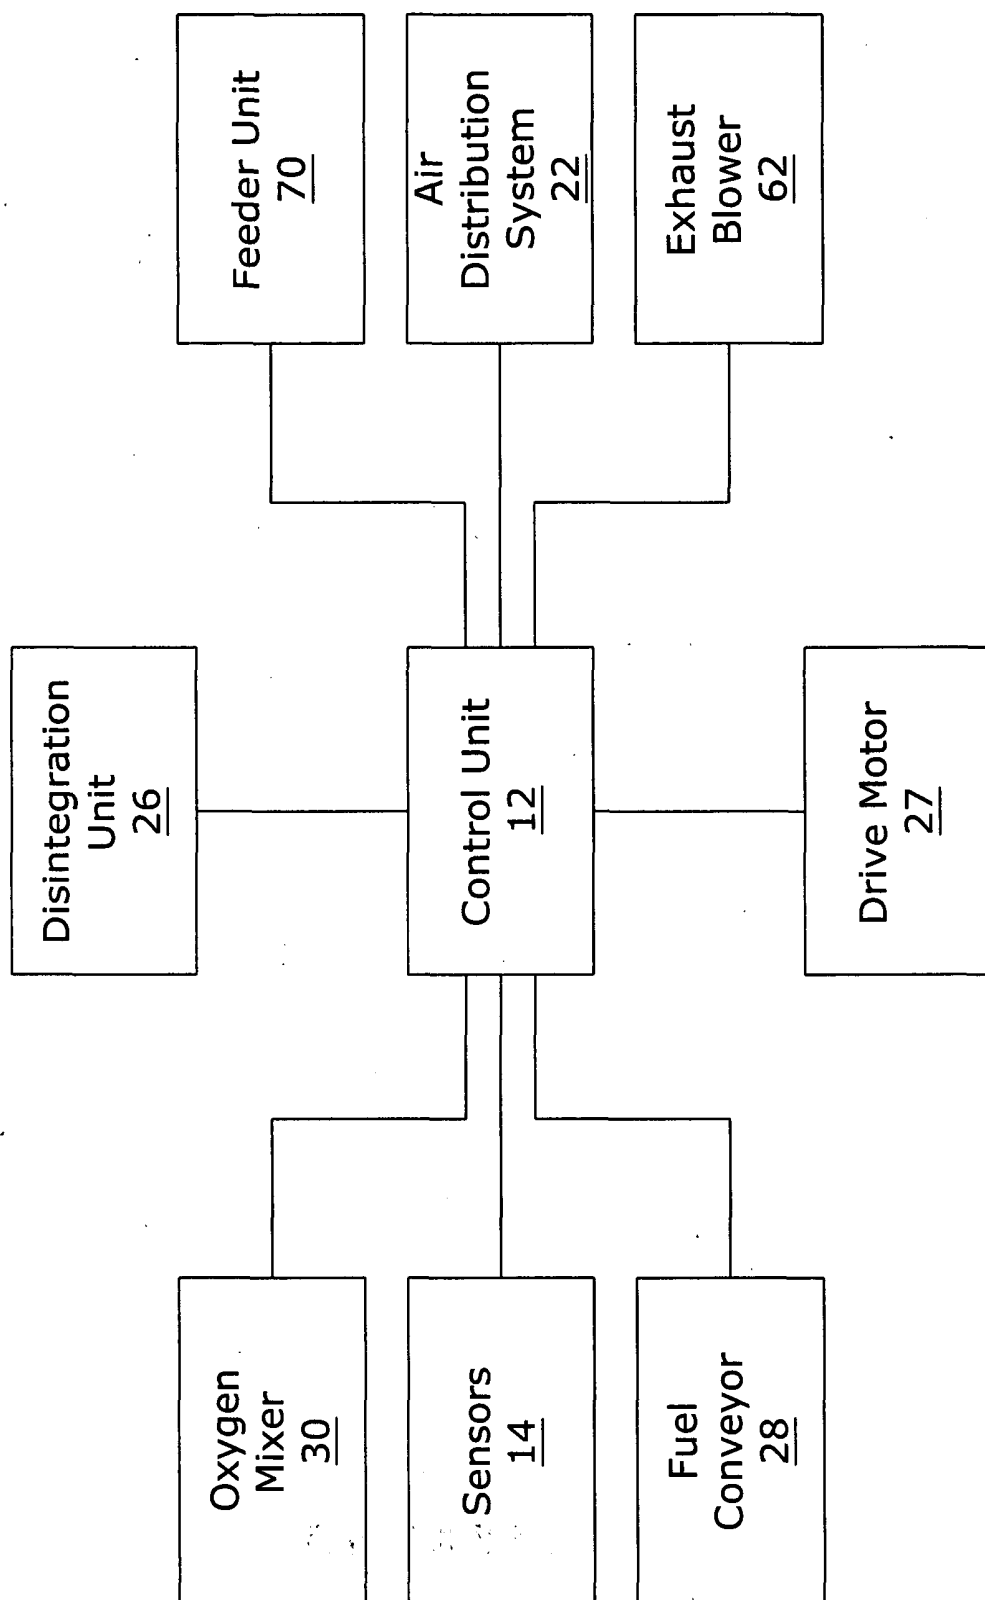 Disintegration
Unit
26
Oxygen
Mixer
30
Sensors
14
Fuel
Conveyor
28
Control Unit
12
Feeder Unit
70
Air
Distribution
System
22
Exhaust
Blower
62
Drive Motor
27